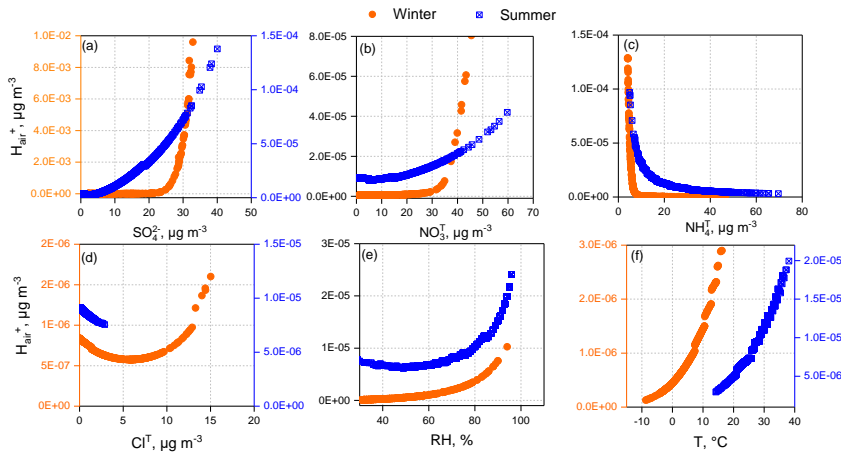 Winter Summer
(a) (b) (c)
1.0E-02 1.5E-04 8.0E-05 1.5E-04
8.0E-03 6.0E-05
6.0E-03 1.0E-04 1.0E-04
4.0E-03 4.0E-05
2.0E-03 5.0E-05 2.0E-05 5.0E-05
0.0E+00 0.0E+00 0.0E+00 0.0E+00
H_air^+, µg m-3
0 10 20 30 40 50 0 10 20 30 40 50 60 70 0 20 40 60 80
SO₄²⁻, µg m-3 NO₃ᵀ, µg m-3 NH₄ᵀ, µg m-3
(d) (e) (f)
2E-06 1.5E-05 3E-05 3.0E-06 2.0E-05
2E-06 1.0E-05 2E-05 2.0E-06 1.5E-05
1E-06 1.0E-05
5E-07 5.0E-06 1E-05 1.0E-06 5.0E-06
0E+00 0.0E+00 0E+00 0.0E+00
H_air^+, µg m-3
0 5 10 15 20 40 60 80 100 -10 0 10 20 30 40
Clᵀ, µg m-3 RH, % T, °C